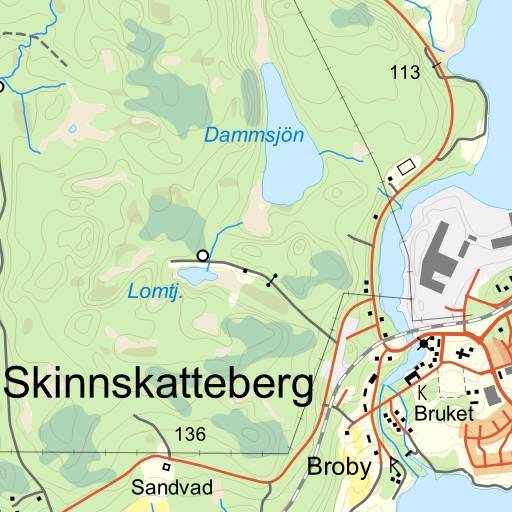 113
Dammsjön
Lomtj.
Skinnskatteberg
K
Bruket
136
Broby
Sandvad